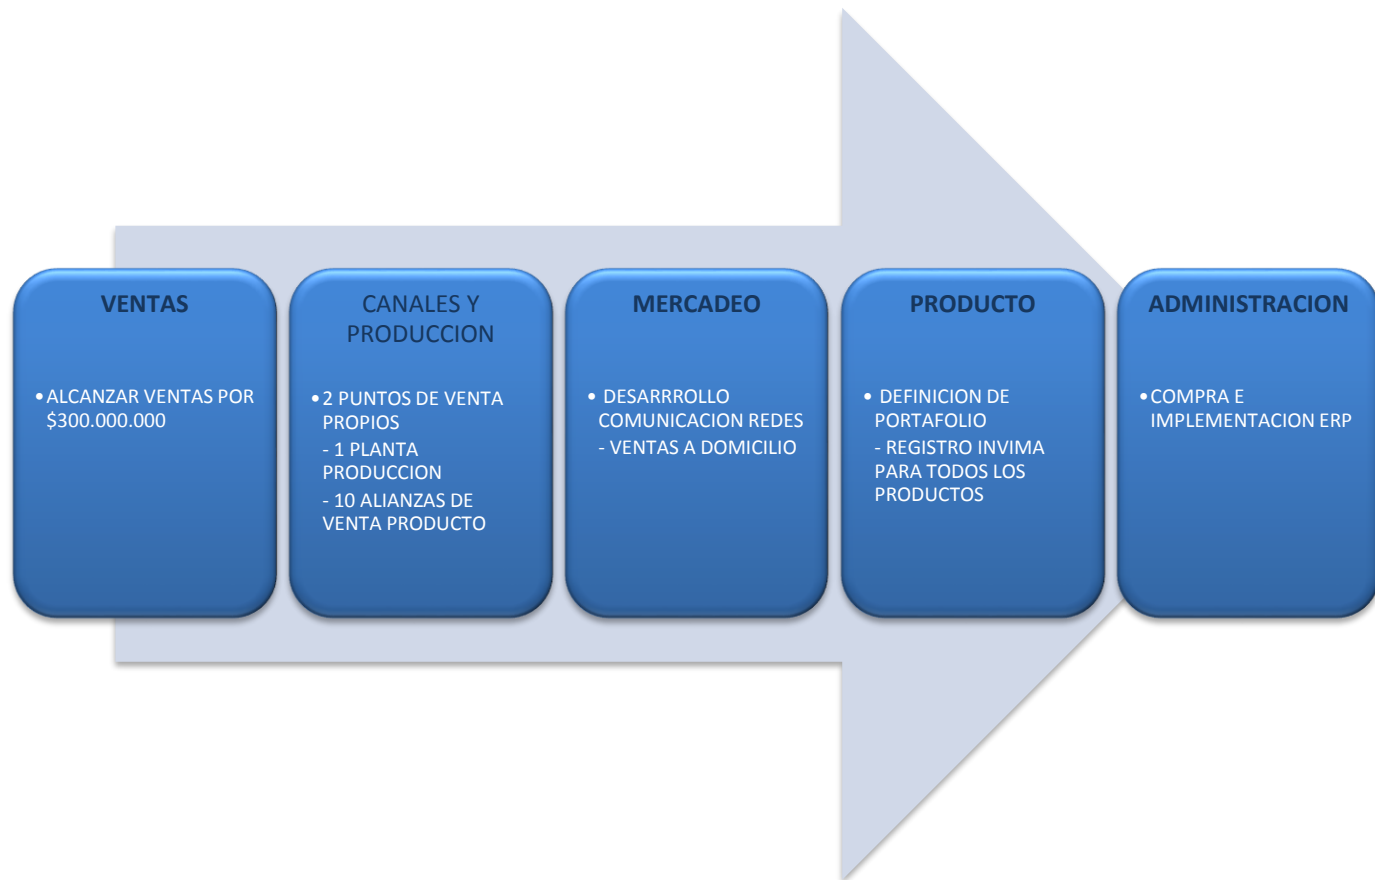 VENTAS
• ALCANZAR VENTAS POR
$300.000.000
CANALES Y
PRODUCCION
• 2 PUNTOS DE VENTA
PROPIOS
- 1 PLANTA
PRODUCCION
- 10 ALIANZAS DE
VENTA PRODUCTO
MERCADEO
• DESARRROLLO
COMUNICACION REDES
- VENTAS A DOMICILIO
PRODUCTO
• DEFINICION DE
PORTAFOLIO
- REGISTRO INVIMA
PARA TODOS LOS
PRODUCTOS
ADMINISTRACION
• COMPRA E
IMPLEMENTACION ERP